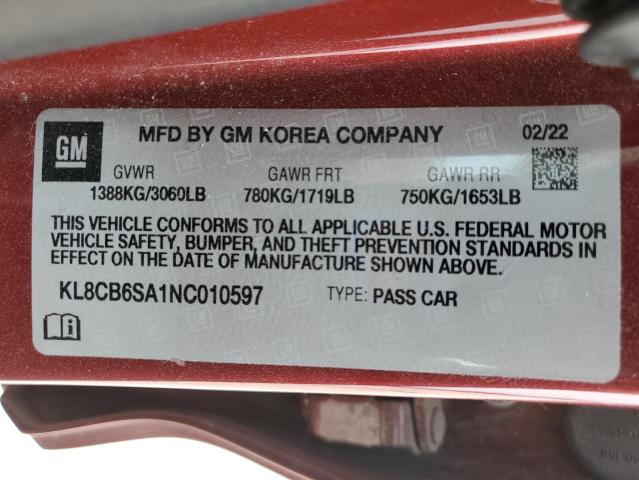 GM
MFD BY GM KOREA COMPANY 02/22
GVWR GAWR FRT GAWR RR
1388KG/3060LB 780KG/1719LB 750KG/1653LB
THIS VEHICLE CONFORMS TO ALL APPLICABLE U.S. FEDERAL MOTOR
VEHICLE SAFETY, BUMPER, AND THEFT PREVENTION STANDARDS
IN EFFECT ON THE DATE OF MANUFACTURE SHOWN ABOVE.
KL8CB6SA1NC010597 TYPE: PASS CAR